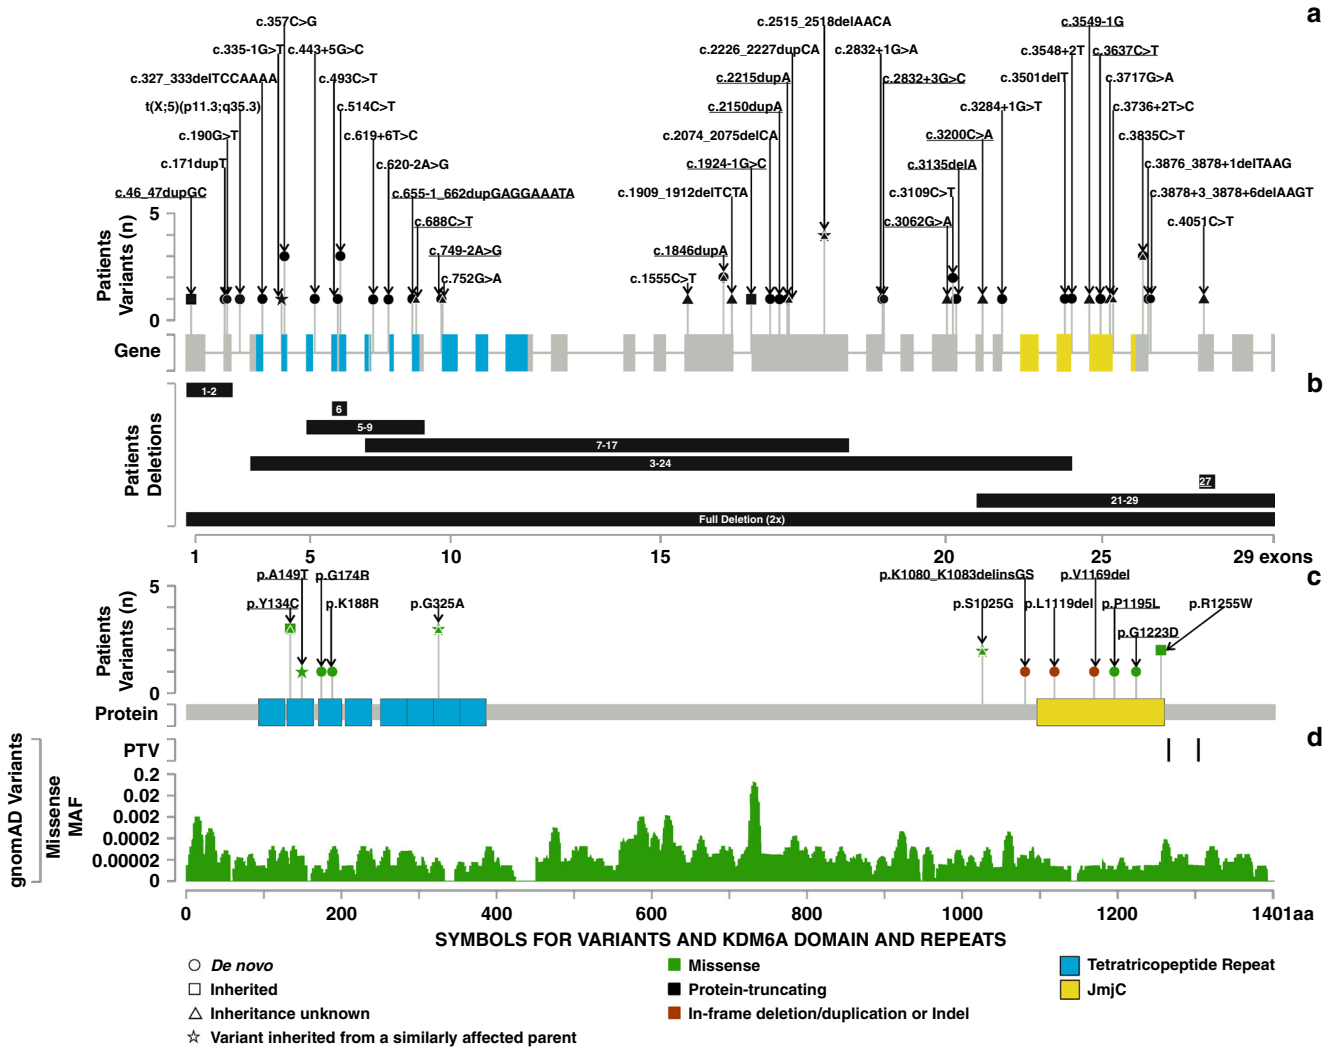 a
c.357C>G
c.2515_2518delAACA
c.3549-1G
c.335-1G>T
c.443+5G>C
c.2226_2227dupCA
c.2832+1G>A
c.3548+2T
c.3637C>T
c.327_333delTCCAAAA
c.493C>T
c.2215dupA
c.2832+3G>C
c.3501delT
c.3717G>A
t(X;5)(p11.3;q35.3)
c.514C>T
c.2150dupA
c.3284+1G>T
c.3736+2T>C
c.190G>T
c.619+6T>C
c.2074_2075delCA
c.3200C>A
c.3835C>T
c.171dupT
c.620-2A>G
c.1924-1G>C
c.3135delA
c.3876_3878+1delTAAG
c.46_47dupGC
c.655-1_662dupGAGGAAATA
c.1909_1912delTCTA
c.3109C>T
c.3878+3_3878+6delAAGT
c.688C>T
c.3062G>A
c.4051C>T
c.749-2A>G
c.1846dupA
c.752G>A
c.1555C>T
Patients
Variants (n)
5
0
Gene
b
Patients
Deletions
1-2
6
5-9
7-17
3-24
27
21-29
Full Deletion (2x)
1 5 10 15 20 25 29 exons
c
p.A149T
p.G174R
p.K1080_K1083delinsGS
p.V1169del
p.Y134C
p.K188R
p.G325A
p.S1025G
p.L1119del
p.P1195L
p.R1255W
p.G1223D
Patients
Variants (n)
5
0
Protein
d
gnomAD Variants
PTV
Missense
MAF
0.2
0.02
0.002
0.0002
0.00002
0
0 200 400 600 800 1000 1200 1401aa
SYMBOLS FOR VARIANTS AND KDM6A DOMAIN AND REPEATS
De novo
Inherited
Inheritance unknown
Variant inherited from a similarly affected parent
Missense
Protein-truncating
In-frame deletion/duplication or Indel
Tetratricopeptide Repeat
JmjC